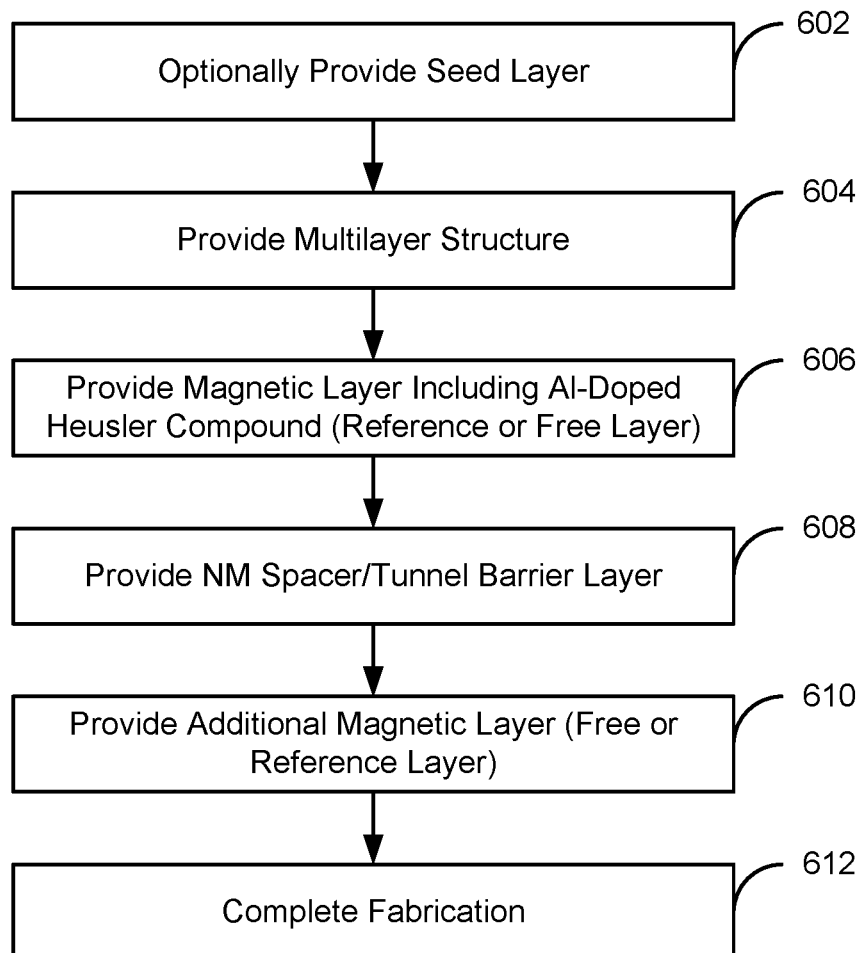 602
Optionally Provide Seed Layer
604
Provide Multilayer Structure
606
Provide Magnetic Layer Including Al-Doped
Heusler Compound (Reference or Free Layer)
608
Provide NM Spacer/Tunnel Barrier Layer
610
Provide Additional Magnetic Layer (Free or
Reference Layer)
612
Complete Fabrication